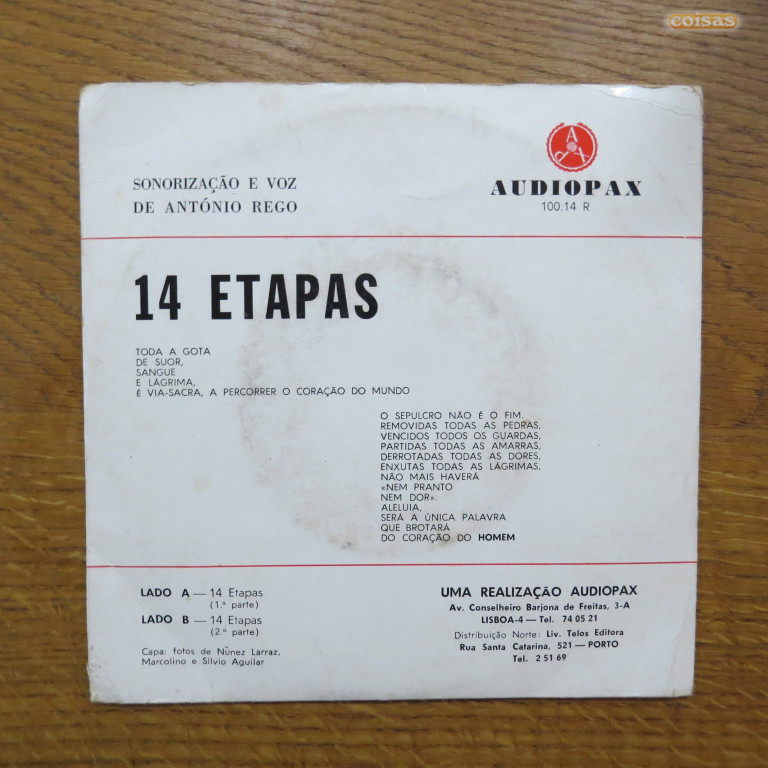 coisas
SONORIZAÇÃO E VOZ
DE ANTÓNIO REGO
AUDIOPAX
100.14 R
14 ETAPAS
TODA A GOTA
DE SUOR,
SANGUE
E LÁGRIMA,
É VIA-SACRA, A PERCORRER O CORAÇÃO DO MUNDO
O SEPULCRO NÃO É O FIM.
REMOVIDAS TODAS AS PEDRAS,
VENCIDOS TODOS OS GUARDAS,
PARTIDAS TODAS AS AMARRAS,
DERROTADAS TODAS AS DORES,
ENXUTAS TODAS AS LÁGRIMAS,
NÃO MAIS HAVERÁ
«NEM PRANTO
NEM DOR».
ALELUIA,
SERÁ A ÚNICA PALAVRA
QUE BROTARÁ
DO CORAÇÃO DO HOMEM
LADO A — 14 Etapas
(1.ª parte)
LADO B — 14 Etapas
(2.ª parte)
Capa: fotos de Núnez Larraz,
Marcolino e Sílvio Aguilar
UMA REALIZAÇÃO AUDIOPAX
Av. Conselheiro Barjona de Freitas, 3-A
LISBOA-4 — Tel. 74 05 21
Distribuição Norte: Liv. Telos Editora
Rua Santa Catarina, 521 — PORTO
Tel. 2 51 69